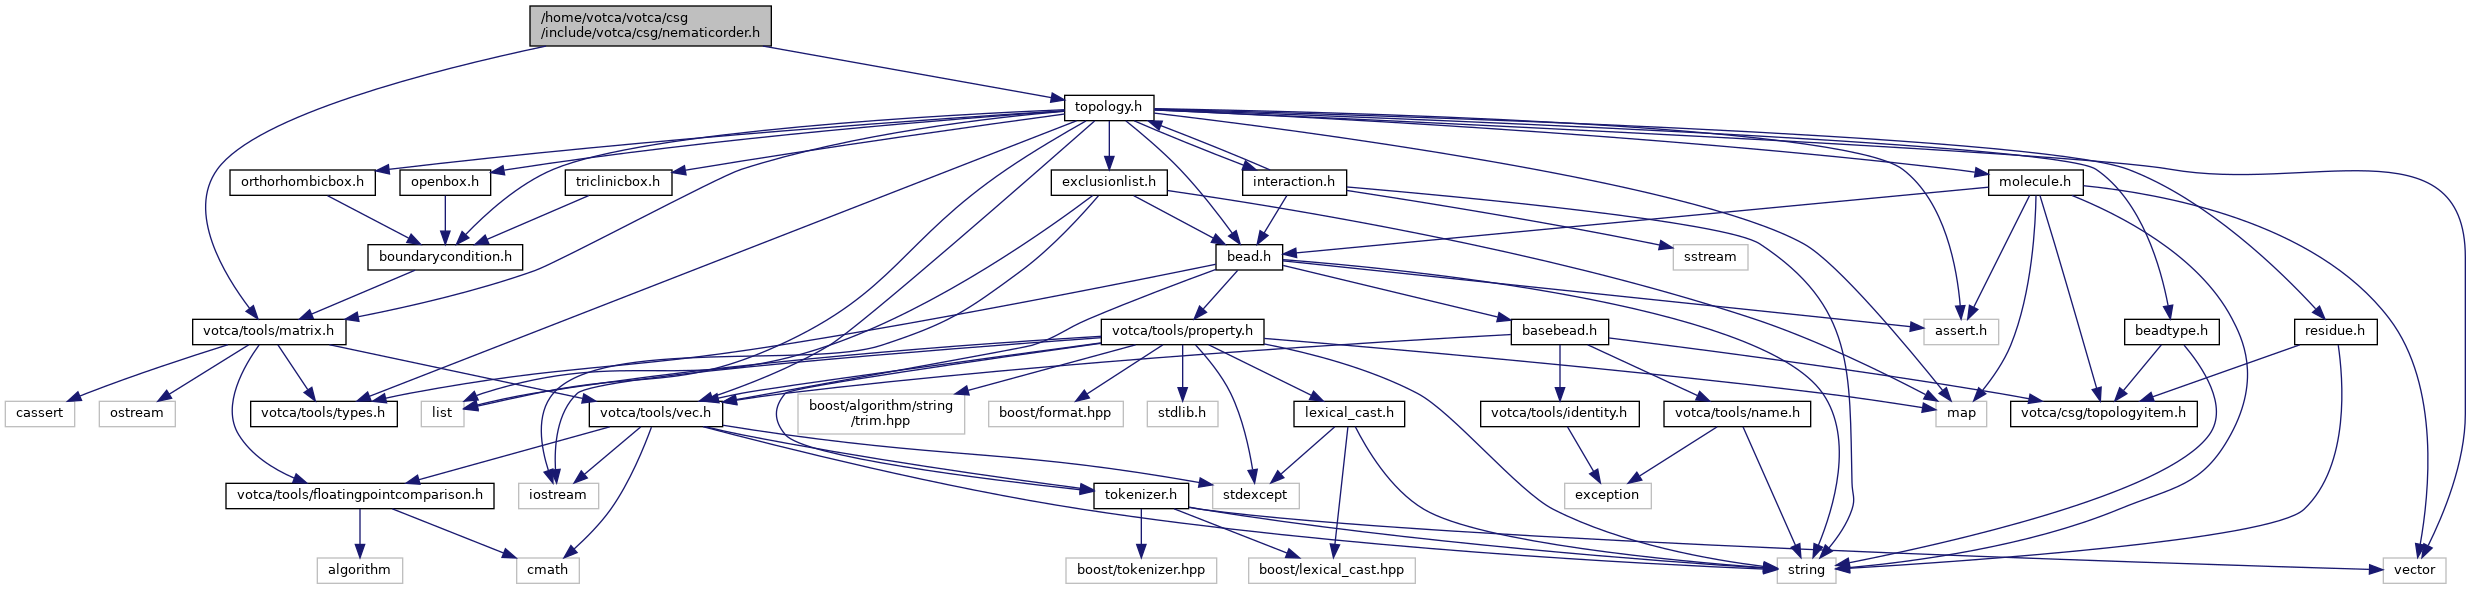 /home/votca/votca/csg
/include/votca/csg/nematicorder.h
topology.h
orthorhombicbox.h
openbox.h
triclinicbox.h
exclusionlist.h
interaction.h
molecule.h
boundarycondition.h
bead.h
sstream
votca/tools/matrix.h
votca/tools/property.h
basebead.h
assert.h
beadtype.h
residue.h
cassert
ostream
votca/tools/types.h
list
votca/tools/vec.h
boost/algorithm/string
/trim.hpp
boost/format.hpp
stdlib.h
lexical_cast.h
votca/tools/identity.h
votca/tools/name.h
map
votca/csg/topologyitem.h
votca/tools/floatingpointcomparison.h
iostream
tokenizer.h
stdexcept
exception
algorithm
cmath
boost/tokenizer.hpp
boost/lexical_cast.hpp
string
vector